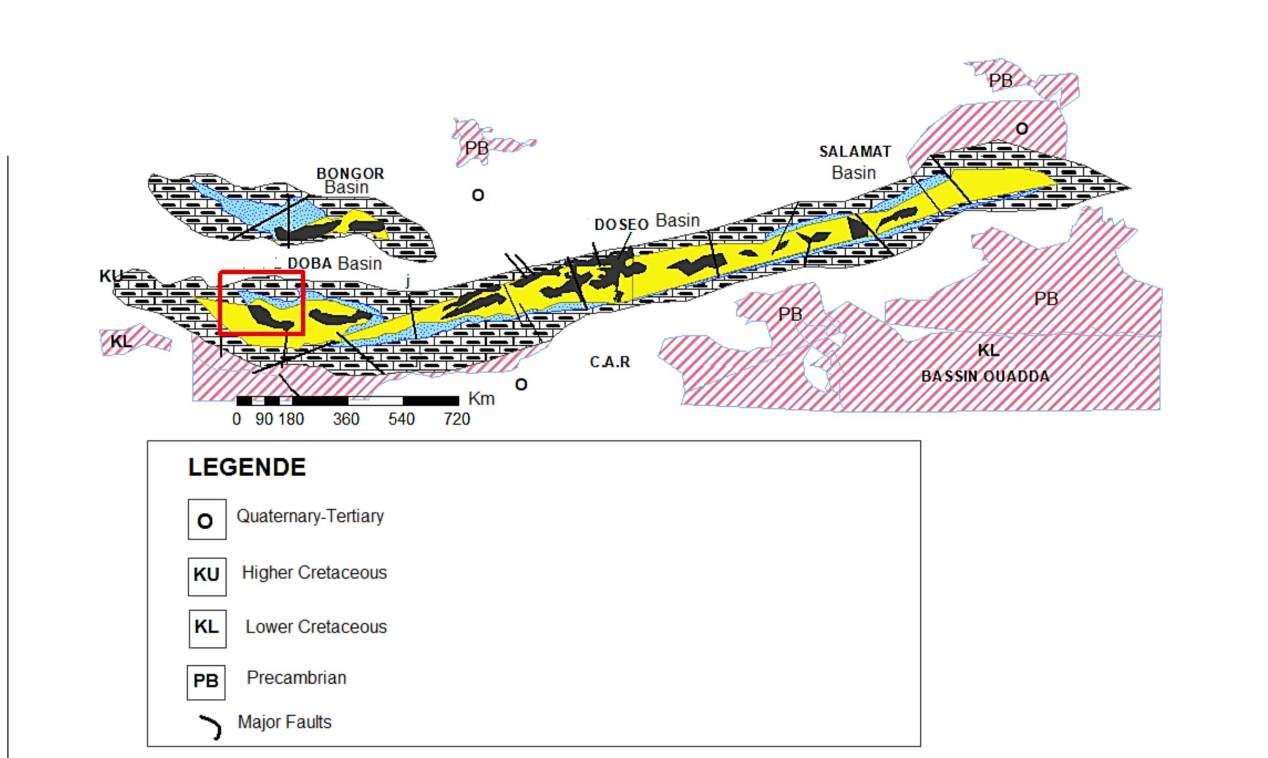 PB
O
SALAMAT
Basin
PB
BONGOR
Basin
O
DOSEO Basin
DOBA Basin
KU
j
PB
PB
KL
C.A.R
KL
BASSIN OUADDA
O
Km
0 90 180 360 540 720
LEGENDE
O Quaternary-Tertiary
KU Higher Cretaceous
KL Lower Cretaceous
PB Precambrian
Major Faults